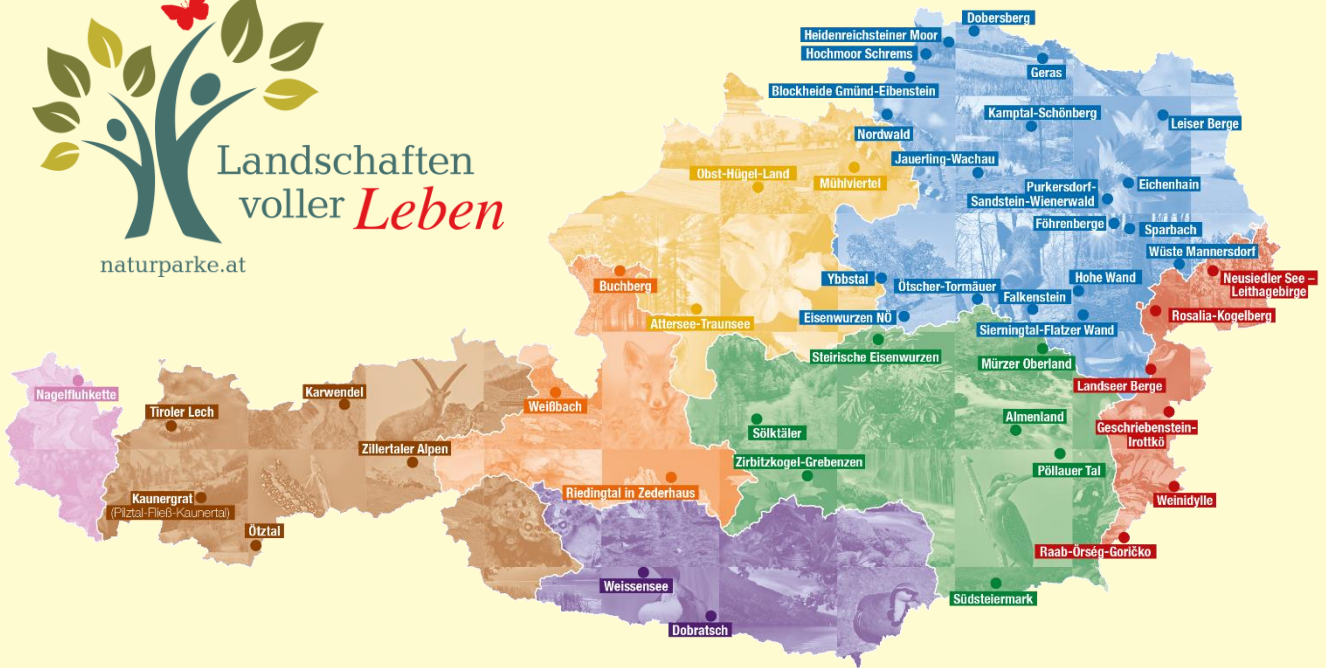 Landschaften
voller Leben
naturparke.at
Dobersberg
Heidenreichsteiner Moor
Hochmoor Schrems
Geras
Blockheide Gmünd-Eibenstein
Kamptal-Schönberg
Leiser Berge
Nordwald
Jauerling-Wachau
Obst-Hügel-Land
Mühlviertel
Purkersdorf-
Sandstein-Wienerwald
Eichenhain
Föhrenberge
Sparbach
Wüste Mannersdorf
Buchberg
Ybbstal
Ötscher-Tormäuer
Hohe Wand
Neusiedler See –
Leithagebirge
Falkenstein
Attersee-Traunsee
Eisenwurzen NÖ
Rosalia-Kogelberg
Sierningtal-Flatzer Wand
Steirische Eisenwurzen
Mürzer Oberland
Landseer Berge
Nagelfluhkette
Karwendel
Tiroler Lech
Weißbach
Almenland
Geschriebenstein-
Irottkö
Sölktäler
Zillertaler Alpen
Zirbitzkogel-Grebenzen
Pöllauer Tal
Kaunergrat
(Pilztal-Fließ-Kaunertal)
Riedingtal in Zederhaus
Weinidylle
Ötztal
Raab-Örség-Goričko
Weissensee
Südsteiermark
Dobratsch